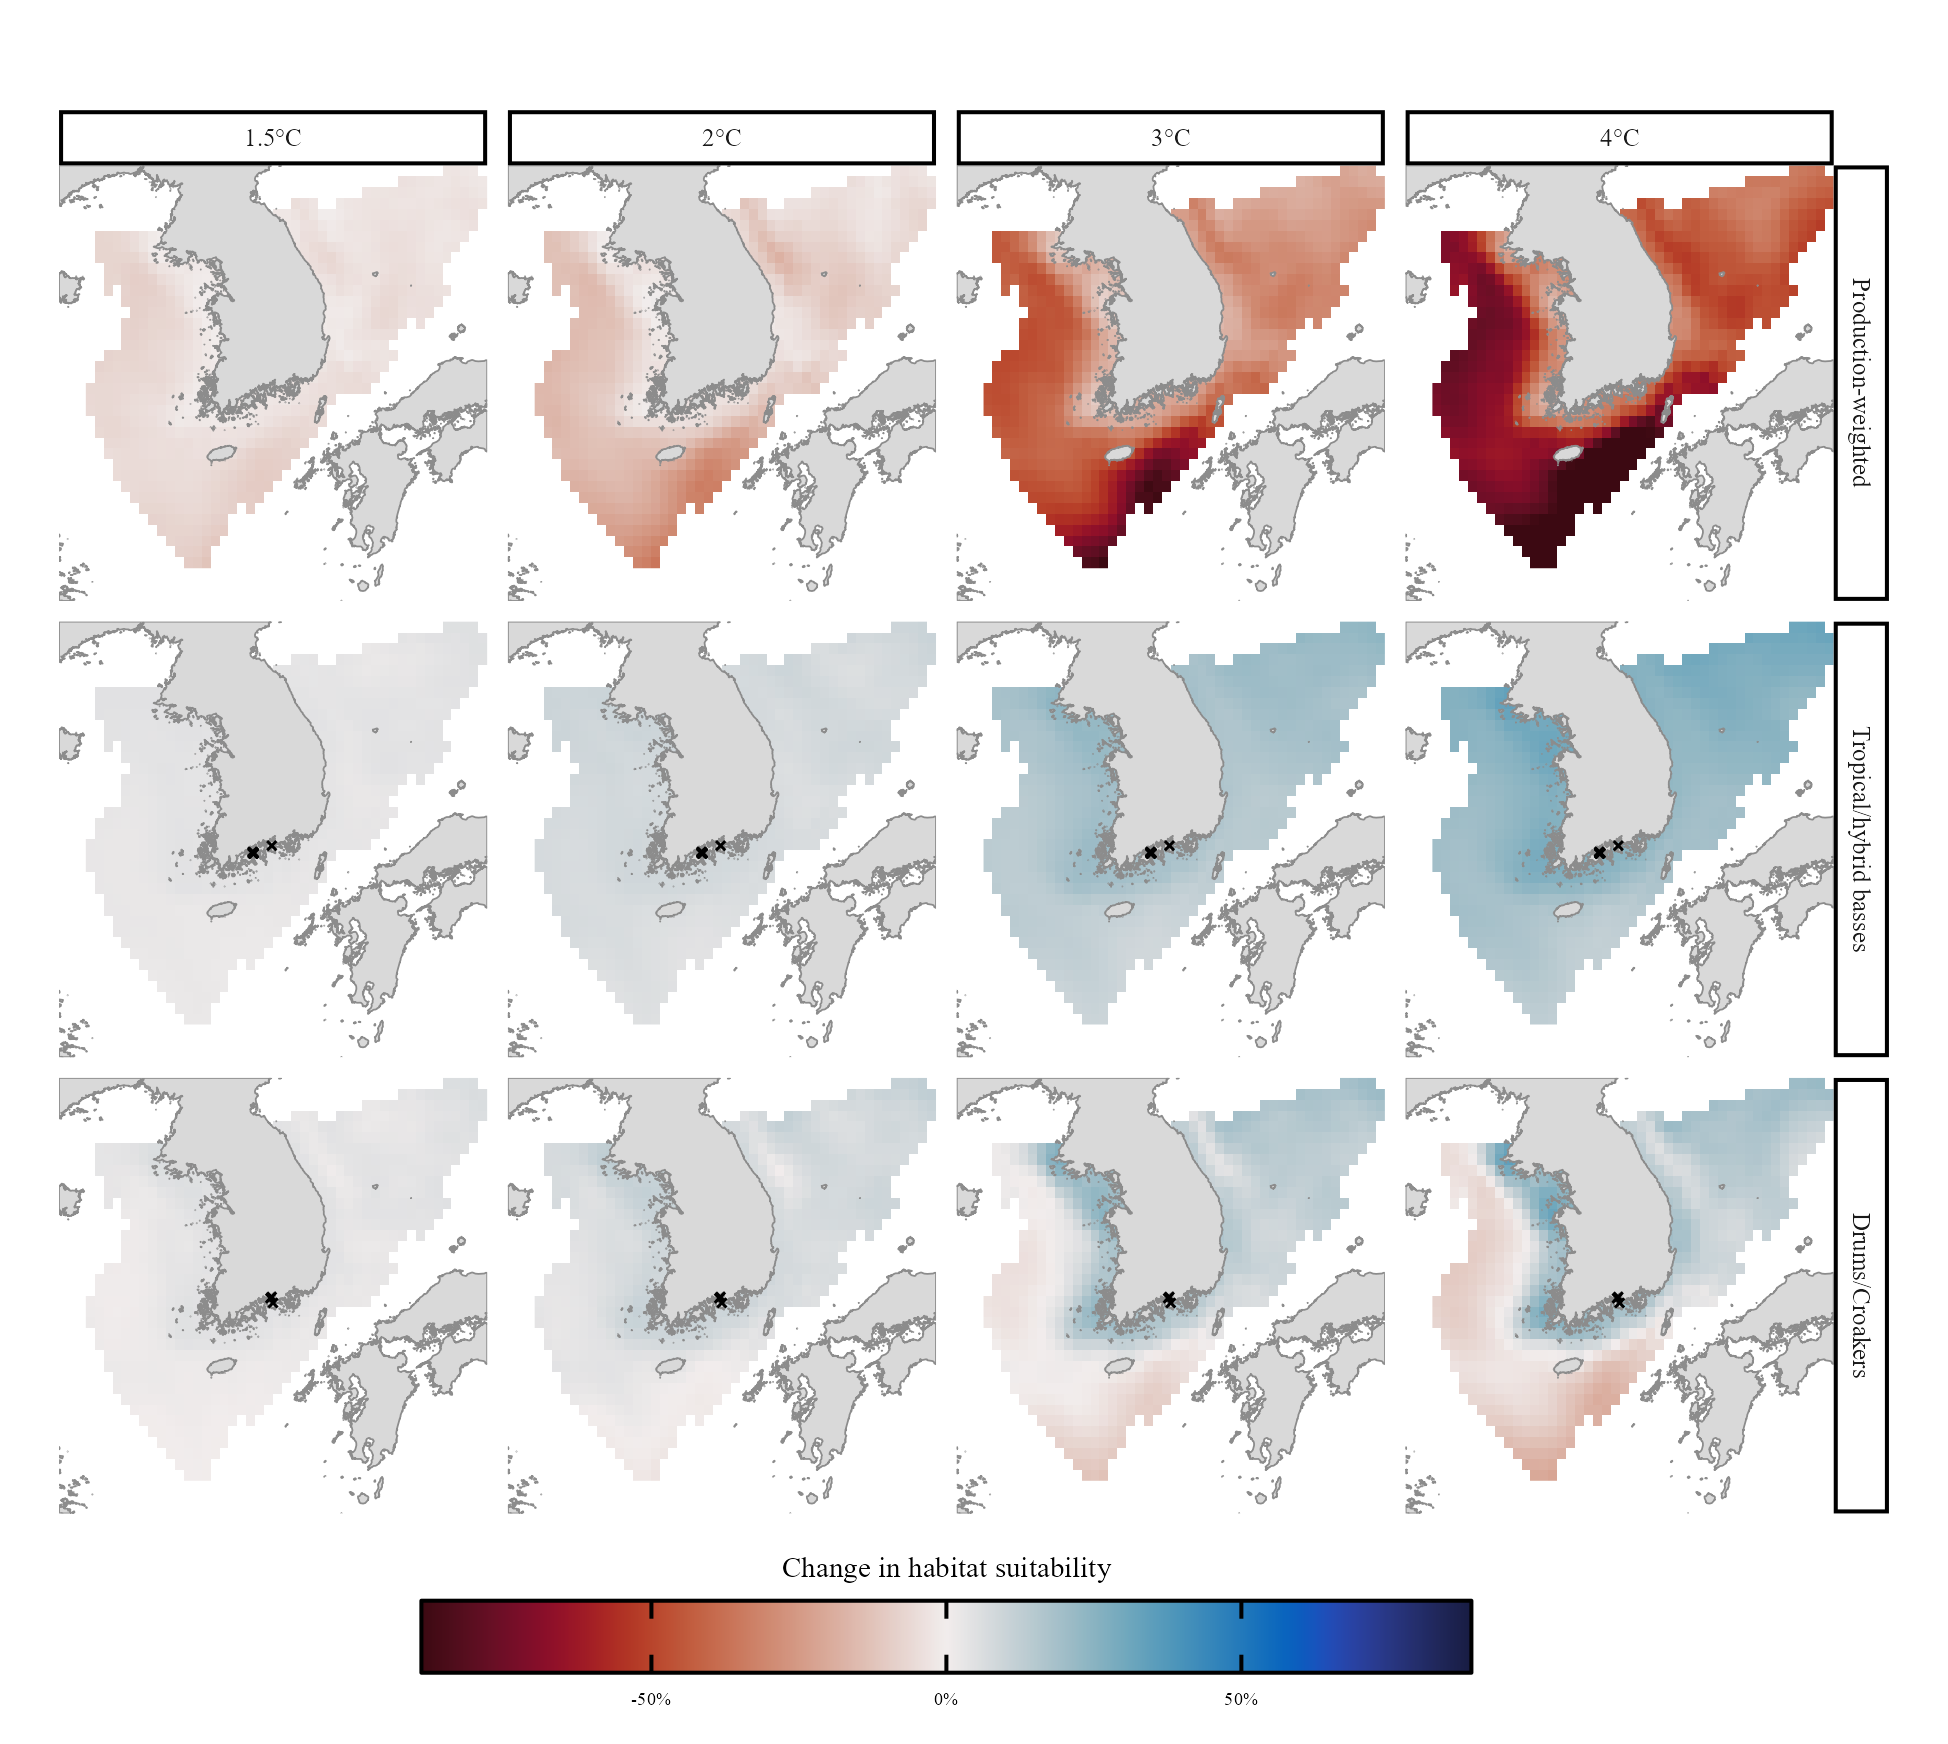 1.5°C
2°C
3°C
4°C
Production-weighted
Tropical/hybrid basses
Drums/Croakers
Change in habitat suitability
-50%
0%
50%